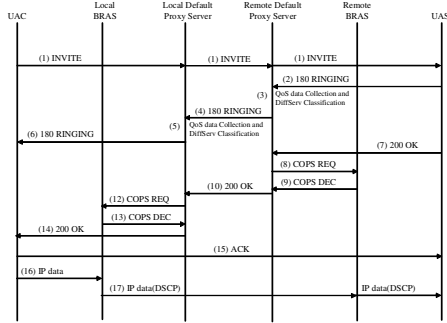 UAC
Local
BRAS
Local Default
Proxy Server
Remote Default
Proxy Server
Remote
BRAS
UAS
(1) INVITE
(1) INVITE
(1) INVITE
(2) 180 RINGING
(3)
QoS data Collection and
DiffServ Classification
(4) 180 RINGING
(5)
QoS data Collection and
DiffServ Classification
(6) 180 RINGING
(7) 200 OK
(8) COPS REQ
(9) COPS DEC
(10) 200 OK
(12) COPS REQ
(13) COPS DEC
(14) 200 OK
(15) ACK
(16) IP data
(17) IP data(DSCP)
IP data(DSCP)